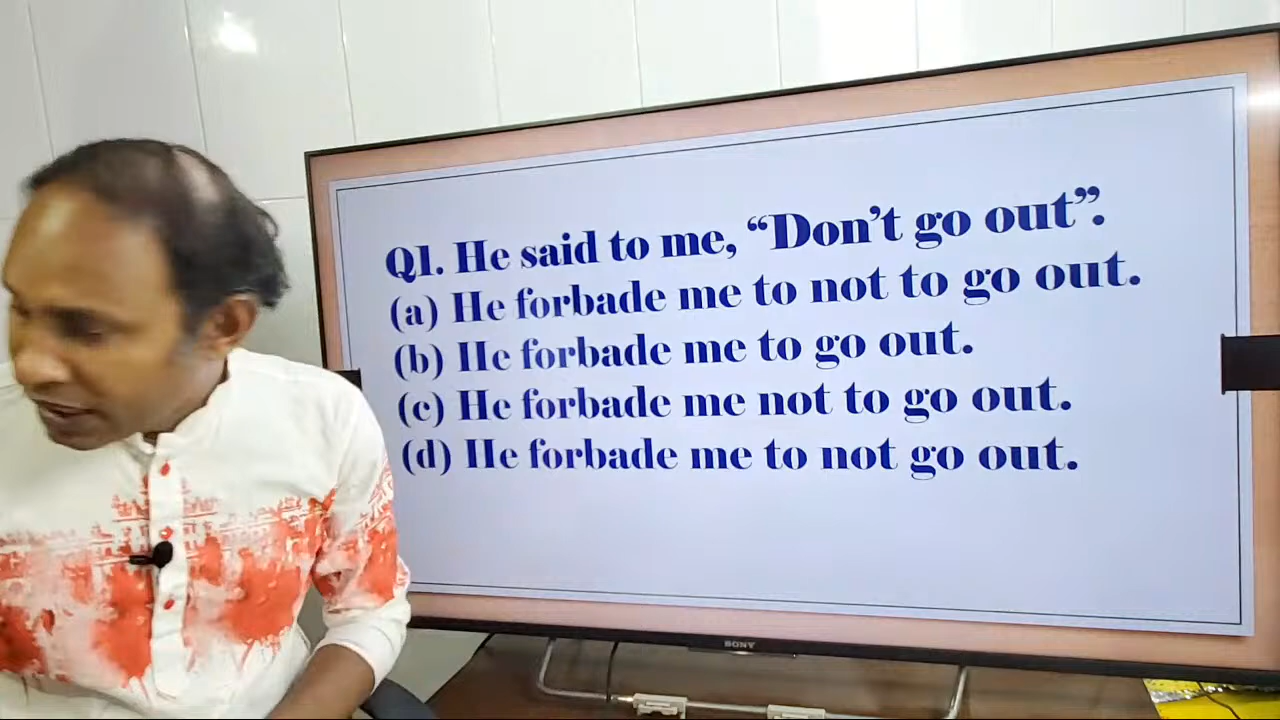 Q1. He said to me, “Don’t go out”.
(a) He forbade me to not to go out.
(b) He forbade me to go out.
(c) He forbade me not to go out.
(d) He forbade me to not go out.
SONY